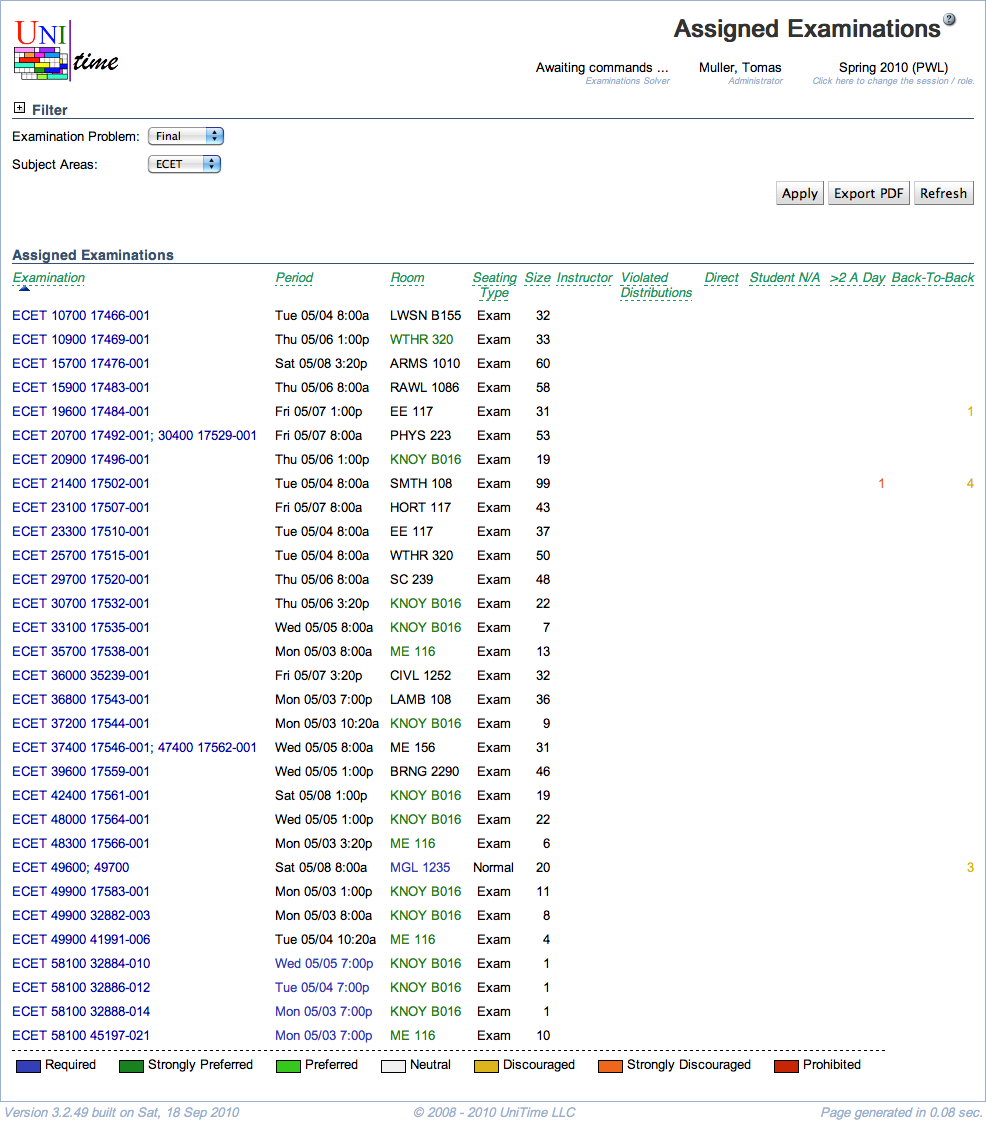 UNI
time
Assigned Examinations ?
Awaiting commands ... Muller, Tomas Spring 2010 (PWL)
Examinations Solver Administrator Click here to change the session / role.
Filter
Examination Problem: Final
Subject Areas: ECET
Apply Export PDF Refresh
Assigned Examinations
Examination Period Room Seating Size Instructor Violated Direct Student N/A >2 A Day Back-To-Back
Type Distributions
ECET 10700 17466-001 Tue 05/04 8:00a LWSN B155 Exam 32
ECET 10900 17469-001 Thu 05/06 1:00p WTHR 320 Exam 33
ECET 15700 17476-001 Sat 05/08 3:20p ARMS 1010 Exam 60
ECET 15900 17483-001 Thu 05/06 8:00a RAWL 1086 Exam 58
ECET 19600 17484-001 Fri 05/07 1:00p EE 117 Exam 31 1
ECET 20700 17492-001; 30400 17529-001 Fri 05/07 8:00a PHYS 223 Exam 53
ECET 20900 17496-001 Thu 05/06 1:00p KNOY B016 Exam 19
ECET 21400 17502-001 Tue 05/04 8:00a SMTH 108 Exam 99 1 4
ECET 23100 17507-001 Fri 05/07 8:00a HORT 117 Exam 43
ECET 23300 17510-001 Tue 05/04 8:00a EE 117 Exam 37
ECET 25700 17515-001 Tue 05/04 8:00a WTHR 320 Exam 50
ECET 29700 17520-001 Thu 05/06 8:00a SC 239 Exam 48
ECET 30700 17532-001 Thu 05/06 3:20p KNOY B016 Exam 22
ECET 33100 17535-001 Wed 05/05 8:00a KNOY B016 Exam 7
ECET 35700 17538-001 Mon 05/03 8:00a ME 116 Exam 13
ECET 36000 35239-001 Fri 05/07 3:20p CIVL 1252 Exam 32
ECET 36800 17543-001 Mon 05/03 7:00p LAMB 108 Exam 36
ECET 37200 17544-001 Mon 05/03 10:20a KNOY B016 Exam 9
ECET 37400 17546-001; 47400 17562-001 Wed 05/05 8:00a ME 156 Exam 31
ECET 39600 17559-001 Wed 05/05 1:00p BRNG 2290 Exam 46
ECET 42400 17561-001 Sat 05/08 1:00p KNOY B016 Exam 19
ECET 48000 17564-001 Wed 05/05 1:00p KNOY B016 Exam 22
ECET 48300 17566-001 Mon 05/03 3:20p ME 116 Exam 6
ECET 49600; 49700 Sat 05/08 8:00a MGL 1235 Normal 20 3
ECET 49900 17583-001 Mon 05/03 1:00p KNOY B016 Exam 11
ECET 49900 32882-003 Mon 05/03 8:00a KNOY B016 Exam 8
ECET 49900 41991-006 Tue 05/04 10:20a ME 116 Exam 4
ECET 58100 32884-010 Wed 05/05 7:00p KNOY B016 Exam 1
ECET 58100 32886-012 Tue 05/04 7:00p KNOY B016 Exam 1
ECET 58100 32888-014 Mon 05/03 7:00p KNOY B016 Exam 1
ECET 58100 45197-021 Mon 05/03 7:00p ME 116 Exam 10
Required Strongly Preferred Preferred Neutral Discouraged Strongly Discouraged Prohibited
Version 3.2.49 built on Sat, 18 Sep 2010 © 2008 - 2010 UniTime LLC Page generated in 0.08 sec.